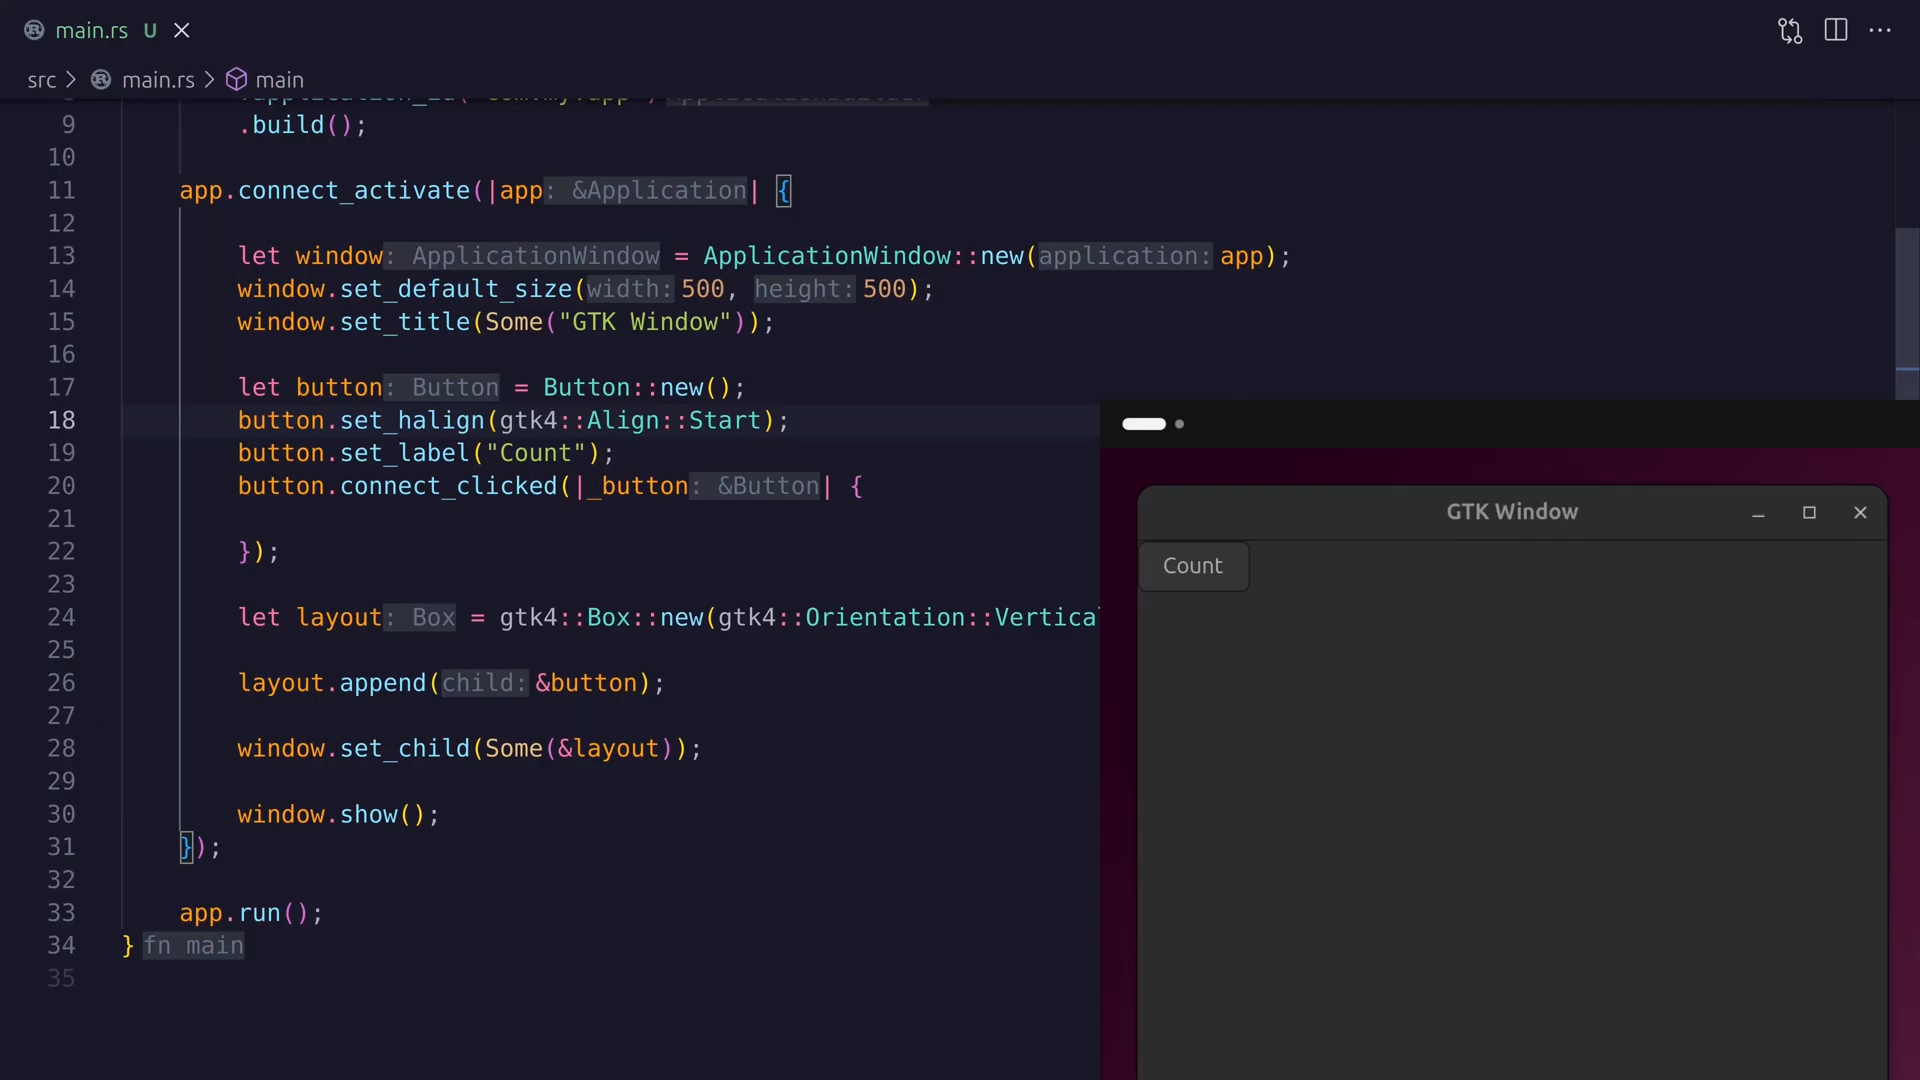 main.rs U
src > main.rs > main
9 .build();
10
11 app.connect_activate(|app: &Application| {
12
13 let window: ApplicationWindow = ApplicationWindow::new(application: app);
14 window.set_default_size(width: 500, height: 500);
15 window.set_title(Some("GTK Window"));
16
17 let button: Button = Button::new();
18 button.set_halign(gtk4::Align::Start);
19 button.set_label("Count");
20 button.connect_clicked(|_button: &Button| {
21
22 });
23
24 let layout: Box = gtk4::Box::new(gtk4::Orientation::Vertica
25
26 layout.append(child: &button);
27
28 window.set_child(Some(&layout));
29
30 window.show();
31 });
32
33 app.run();
34 } fn main
35
GTK Window
Count